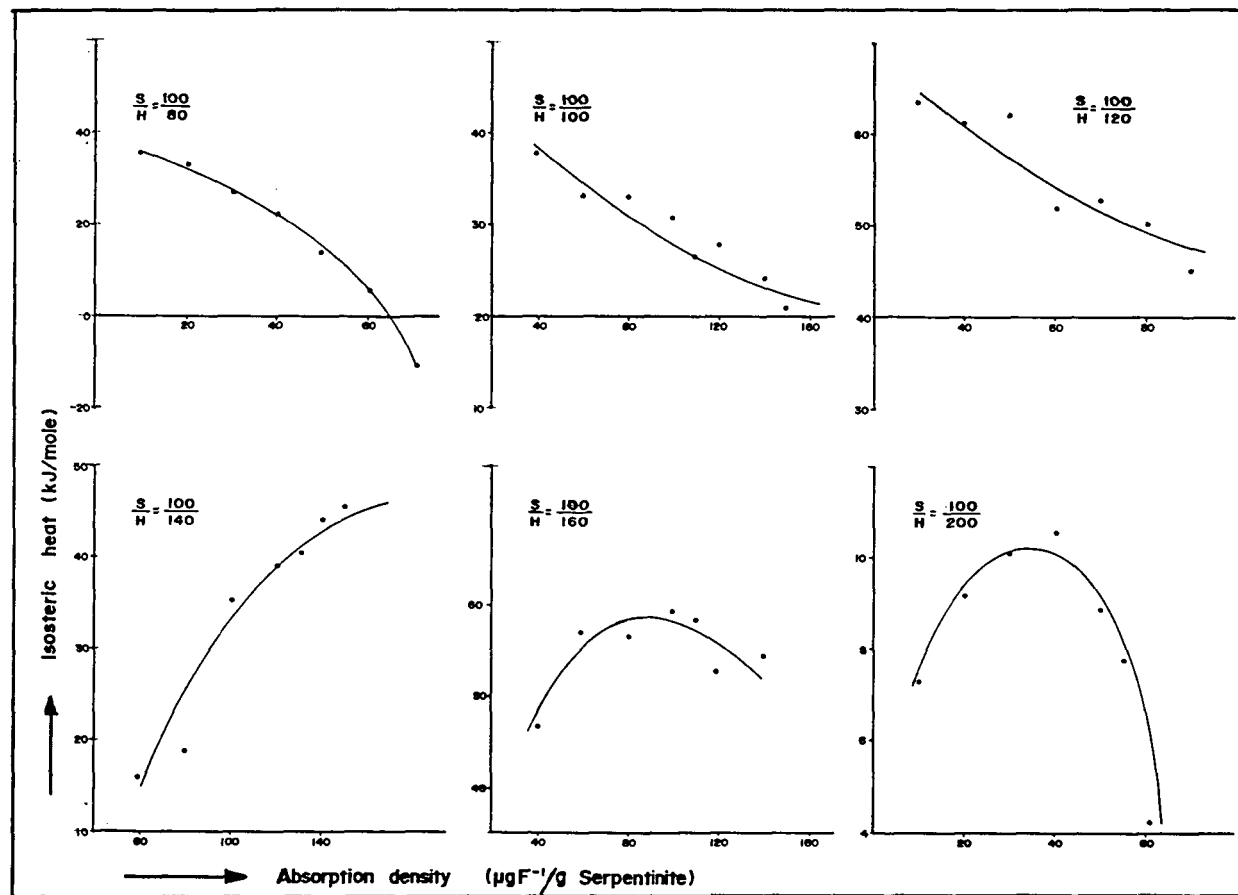 S/H = 100/80
40
20
0
-20
20 40 60
S/H = 100/100
40
30
20
10
40 80 120 160
S/H = 100/120
60
50
40
30
40 60 80
S/H = 100/140
50
40
30
20
10
60 100 140
S/H = 100/160
60
50
40
40 80 120 160
S/H = 100/200
10
8
6
4
20 40 60
Isosteric heat (kJ/mole)
Absorption density (µgF⁻¹/g Serpentinite)